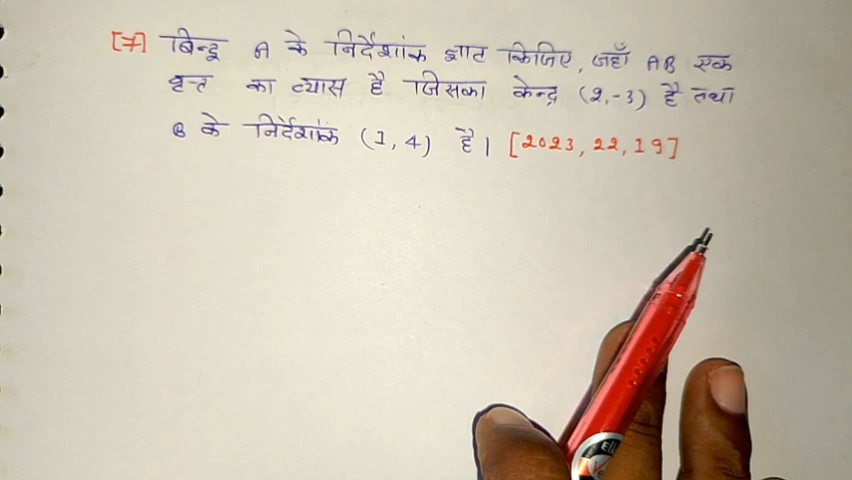 [7] बिन्दू A के निर्देशांक ज्ञात किजिए, जहाँ AB एक
वृत्त का व्यास है जिसका केन्द्र (2,-3) है तथा
B के निर्देशांक (1, 4) है। [2023, 22, 19]